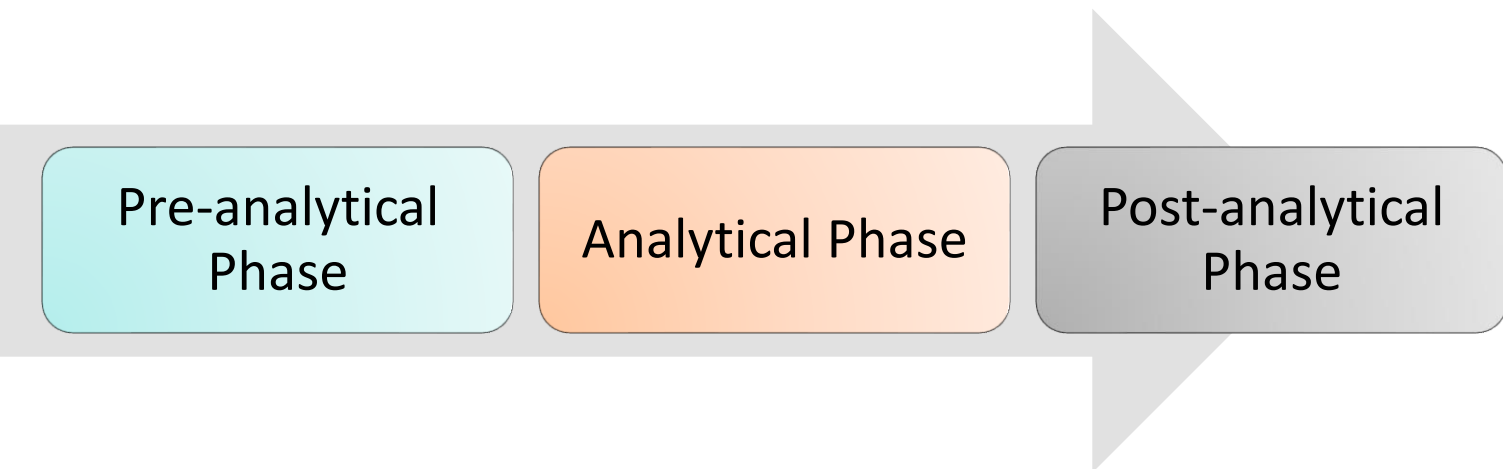 Pre-analytical
Phase
Analytical Phase
Post-analytical
Phase